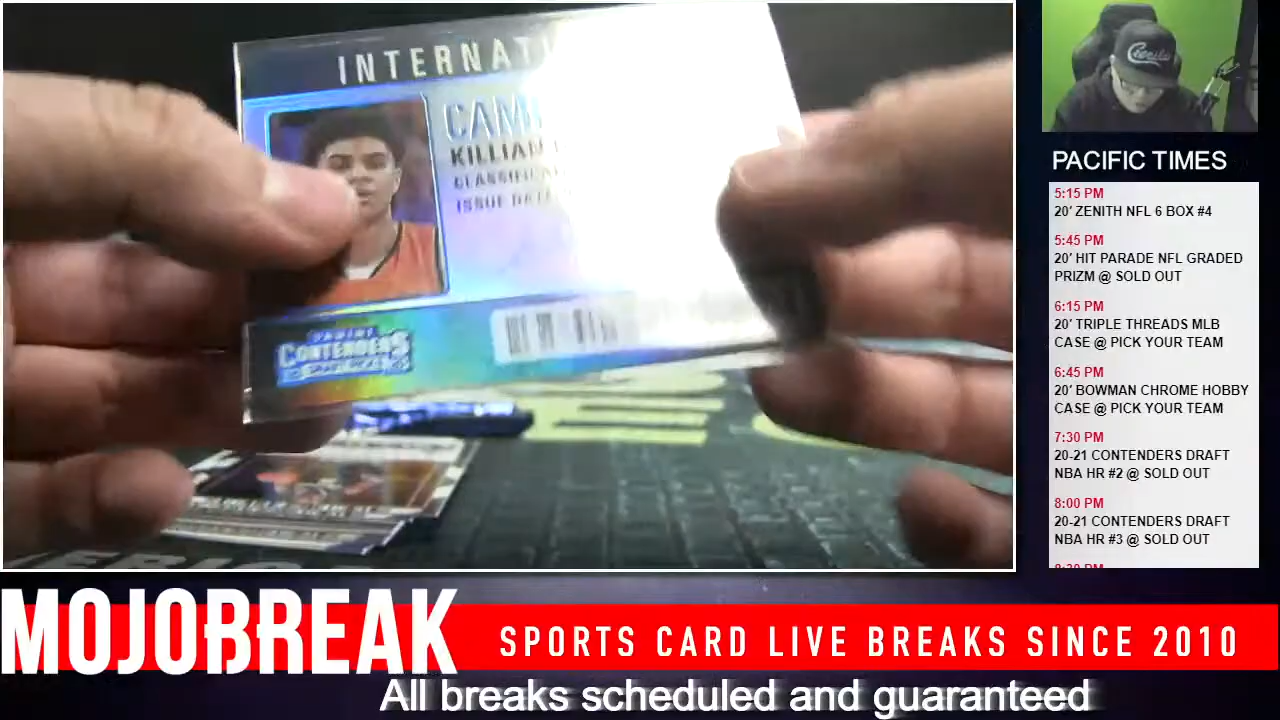 INTERNATI
CAM
KILLIAN
CLASSIFICA
ISSUE DATE
PANINI
CONTENDERS
DRAFT PICKS
PACIFIC TIMES
5:15 PM
20' ZENITH NFL 6 BOX #4
5:45 PM
20' HIT PARADE NFL GRADED
PRIZM @ SOLD OUT
6:15 PM
20' TRIPLE THREADS MLB
CASE @ PICK YOUR TEAM
6:45 PM
20' BOWMAN CHROME HOBBY
CASE @ PICK YOUR TEAM
7:30 PM
20-21 CONTENDERS DRAFT
NBA HR #2 @ SOLD OUT
8:00 PM
20-21 CONTENDERS DRAFT
NBA HR #3 @ SOLD OUT
MOJOBREAK
SPORTS CARD LIVE BREAKS SINCE 2010
All breaks scheduled and guaranteed